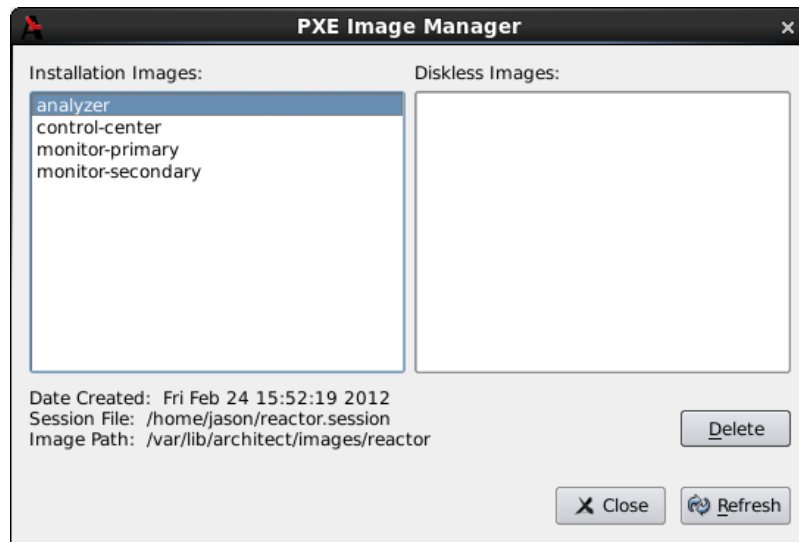 PXE Image Manager
Installation Images:
Diskless Images:
analyzer
control-center
monitor-primary
monitor-secondary
Date Created:  Fri Feb 24 15:52:19 2012
Session File:  /home/jason/reactor.session
Image Path:  /var/lib/architect/images/reactor
Delete
Close
Refresh